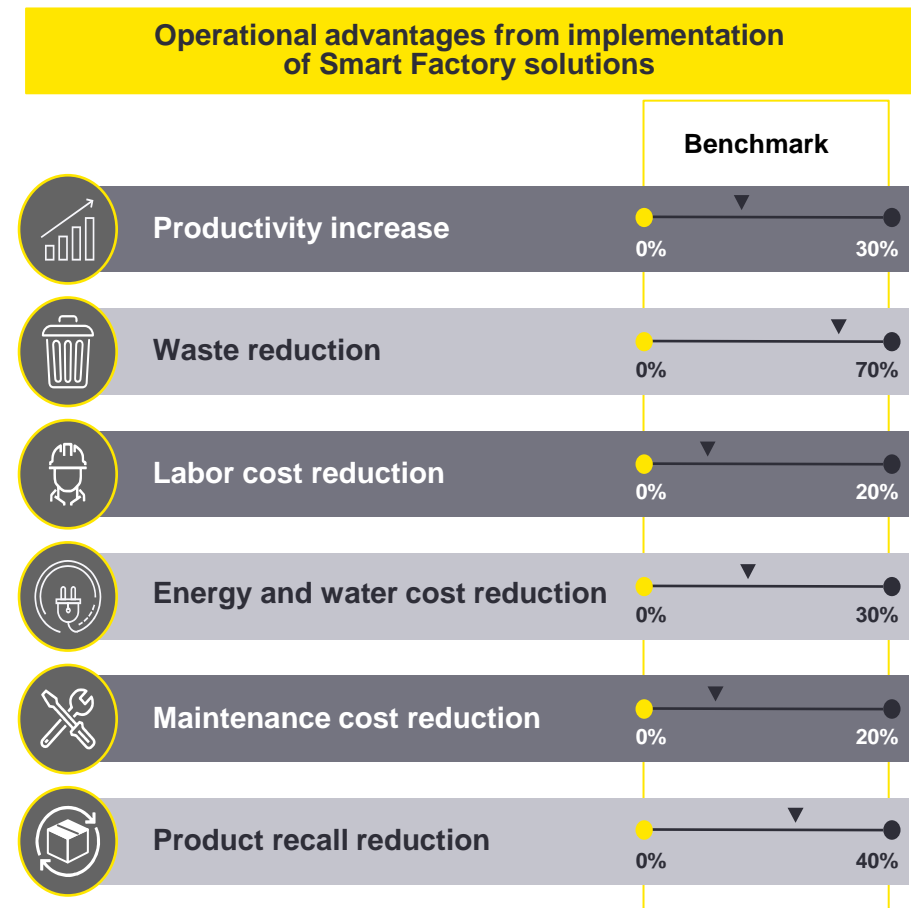 Operational advantages from implementation
of Smart Factory solutions
Benchmark
Productivity increase
0% 30%
Waste reduction
0% 70%
Labor cost reduction
0% 20%
Energy and water cost reduction
0% 30%
Maintenance cost reduction
0% 20%
Product recall reduction
0% 40%